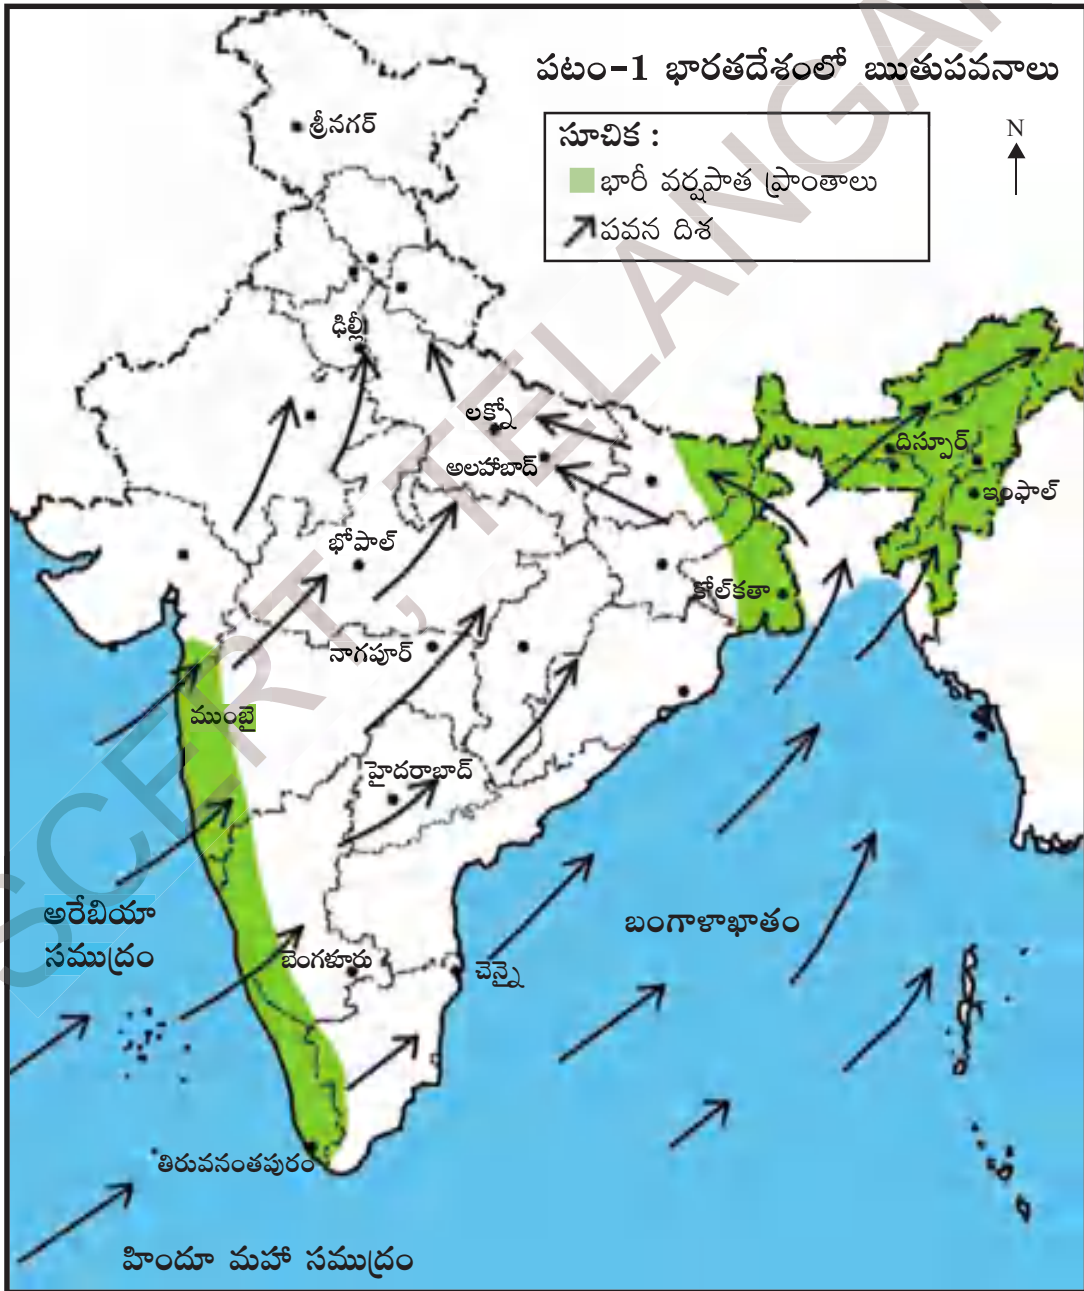 పటం-1 భారతదేశంలో ఋతుపవనాలు
సూచిక :
భారీ వర్షపాత ప్రాంతాలు
పవన దిశ
N
శ్రీనగర్
ఢిల్లీ
లక్నో
అలహాబాద్
దిస్పూర్
ఇంఫాల్
భోపాల్
కోల్‌కతా
నాగపూర్
ముంబై
హైదరాబాద్
అరేబియా
సముద్రం
బంగాళాఖాతం
బెంగళూరు
చెన్నై
తిరువనంతపురం
హిందూ మహా సముద్రం
SCERT, TELANGANA